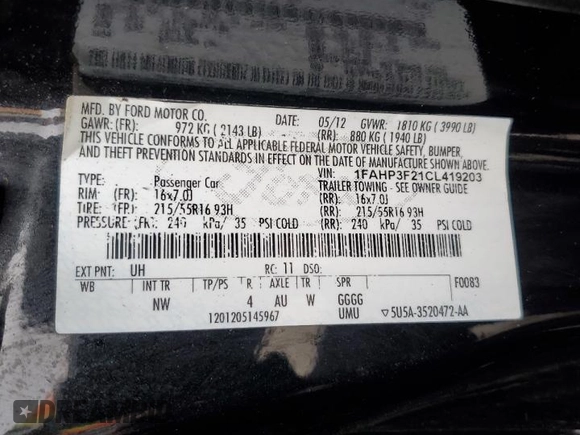 MFD. BY FORD MOTOR CO.
DATE: 05/12 GVWR: 1810 KG ( 3990 LB)
GAWR: (FR): 972 KG ( 2143 LB) (RR): 880 KG ( 1940 LB)
THIS VEHICLE CONFORMS TO ALL APPLICABLE FEDERAL MOTOR VEHICLE SAFETY, BUMPER,
AND THEFT PREVENTION STANDARDS IN EFFECT ON THE DATE OF MANUFACTURE SHOWN ABOVE.
VIN: 1FAHP3F21CL419203
TYPE: Passenger Car TRAILER TOWING - SEE OWNER GUIDE
RIM (FR): 16x7.0J (RR): 16x7.0J
TIRE: (FR): 215/55R16 93H (RR): 215/55R16 93H
PRESSURE: (FR): 240 kPa/ 35 PSI COLD (RR): 240 kPa/ 35 PSI COLD
EXT PNT: UH RC: 11 DSO: F0083
WB INT TR TP/PS R AXLE TR SPR
NW 4 AU W GGGG
1201205145967 UMU 5U5A-3520472-AA